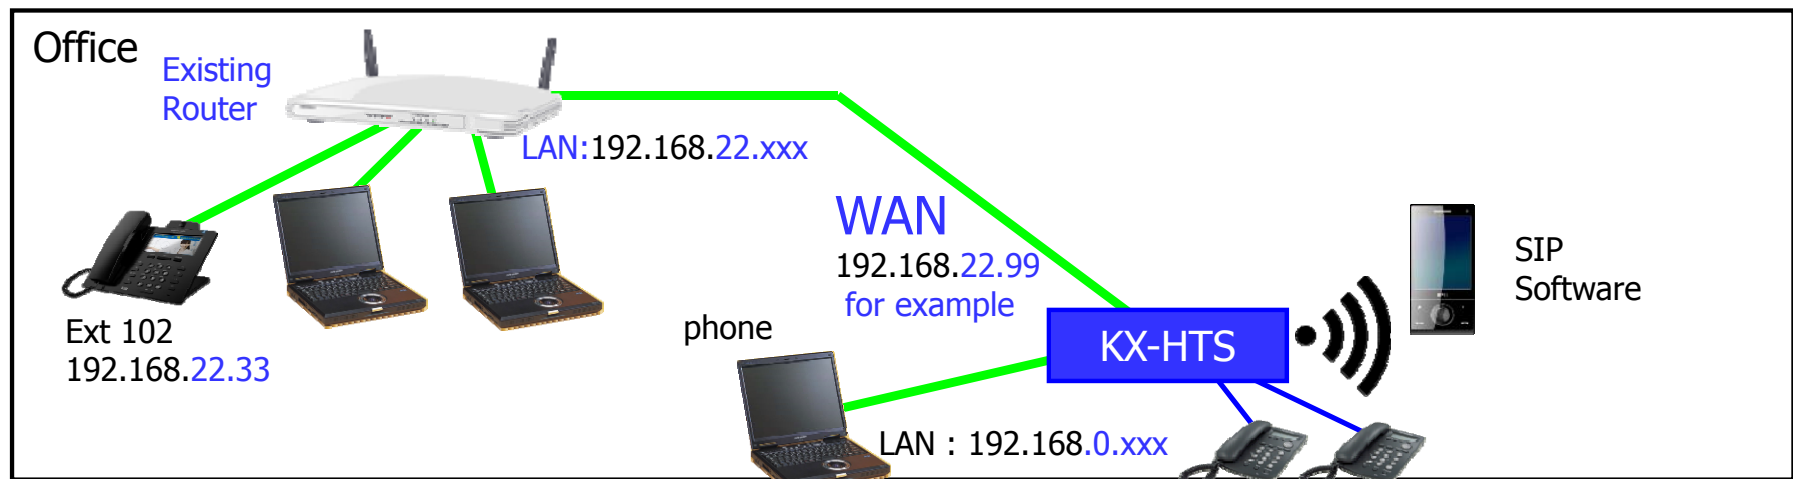 Office
Existing
Router
LAN:192.168.22.xxx
WAN
192.168.22.99
for example
SIP
Software
Ext 102
192.168.22.33
phone
KX-HTS
LAN : 192.168.0.xxx